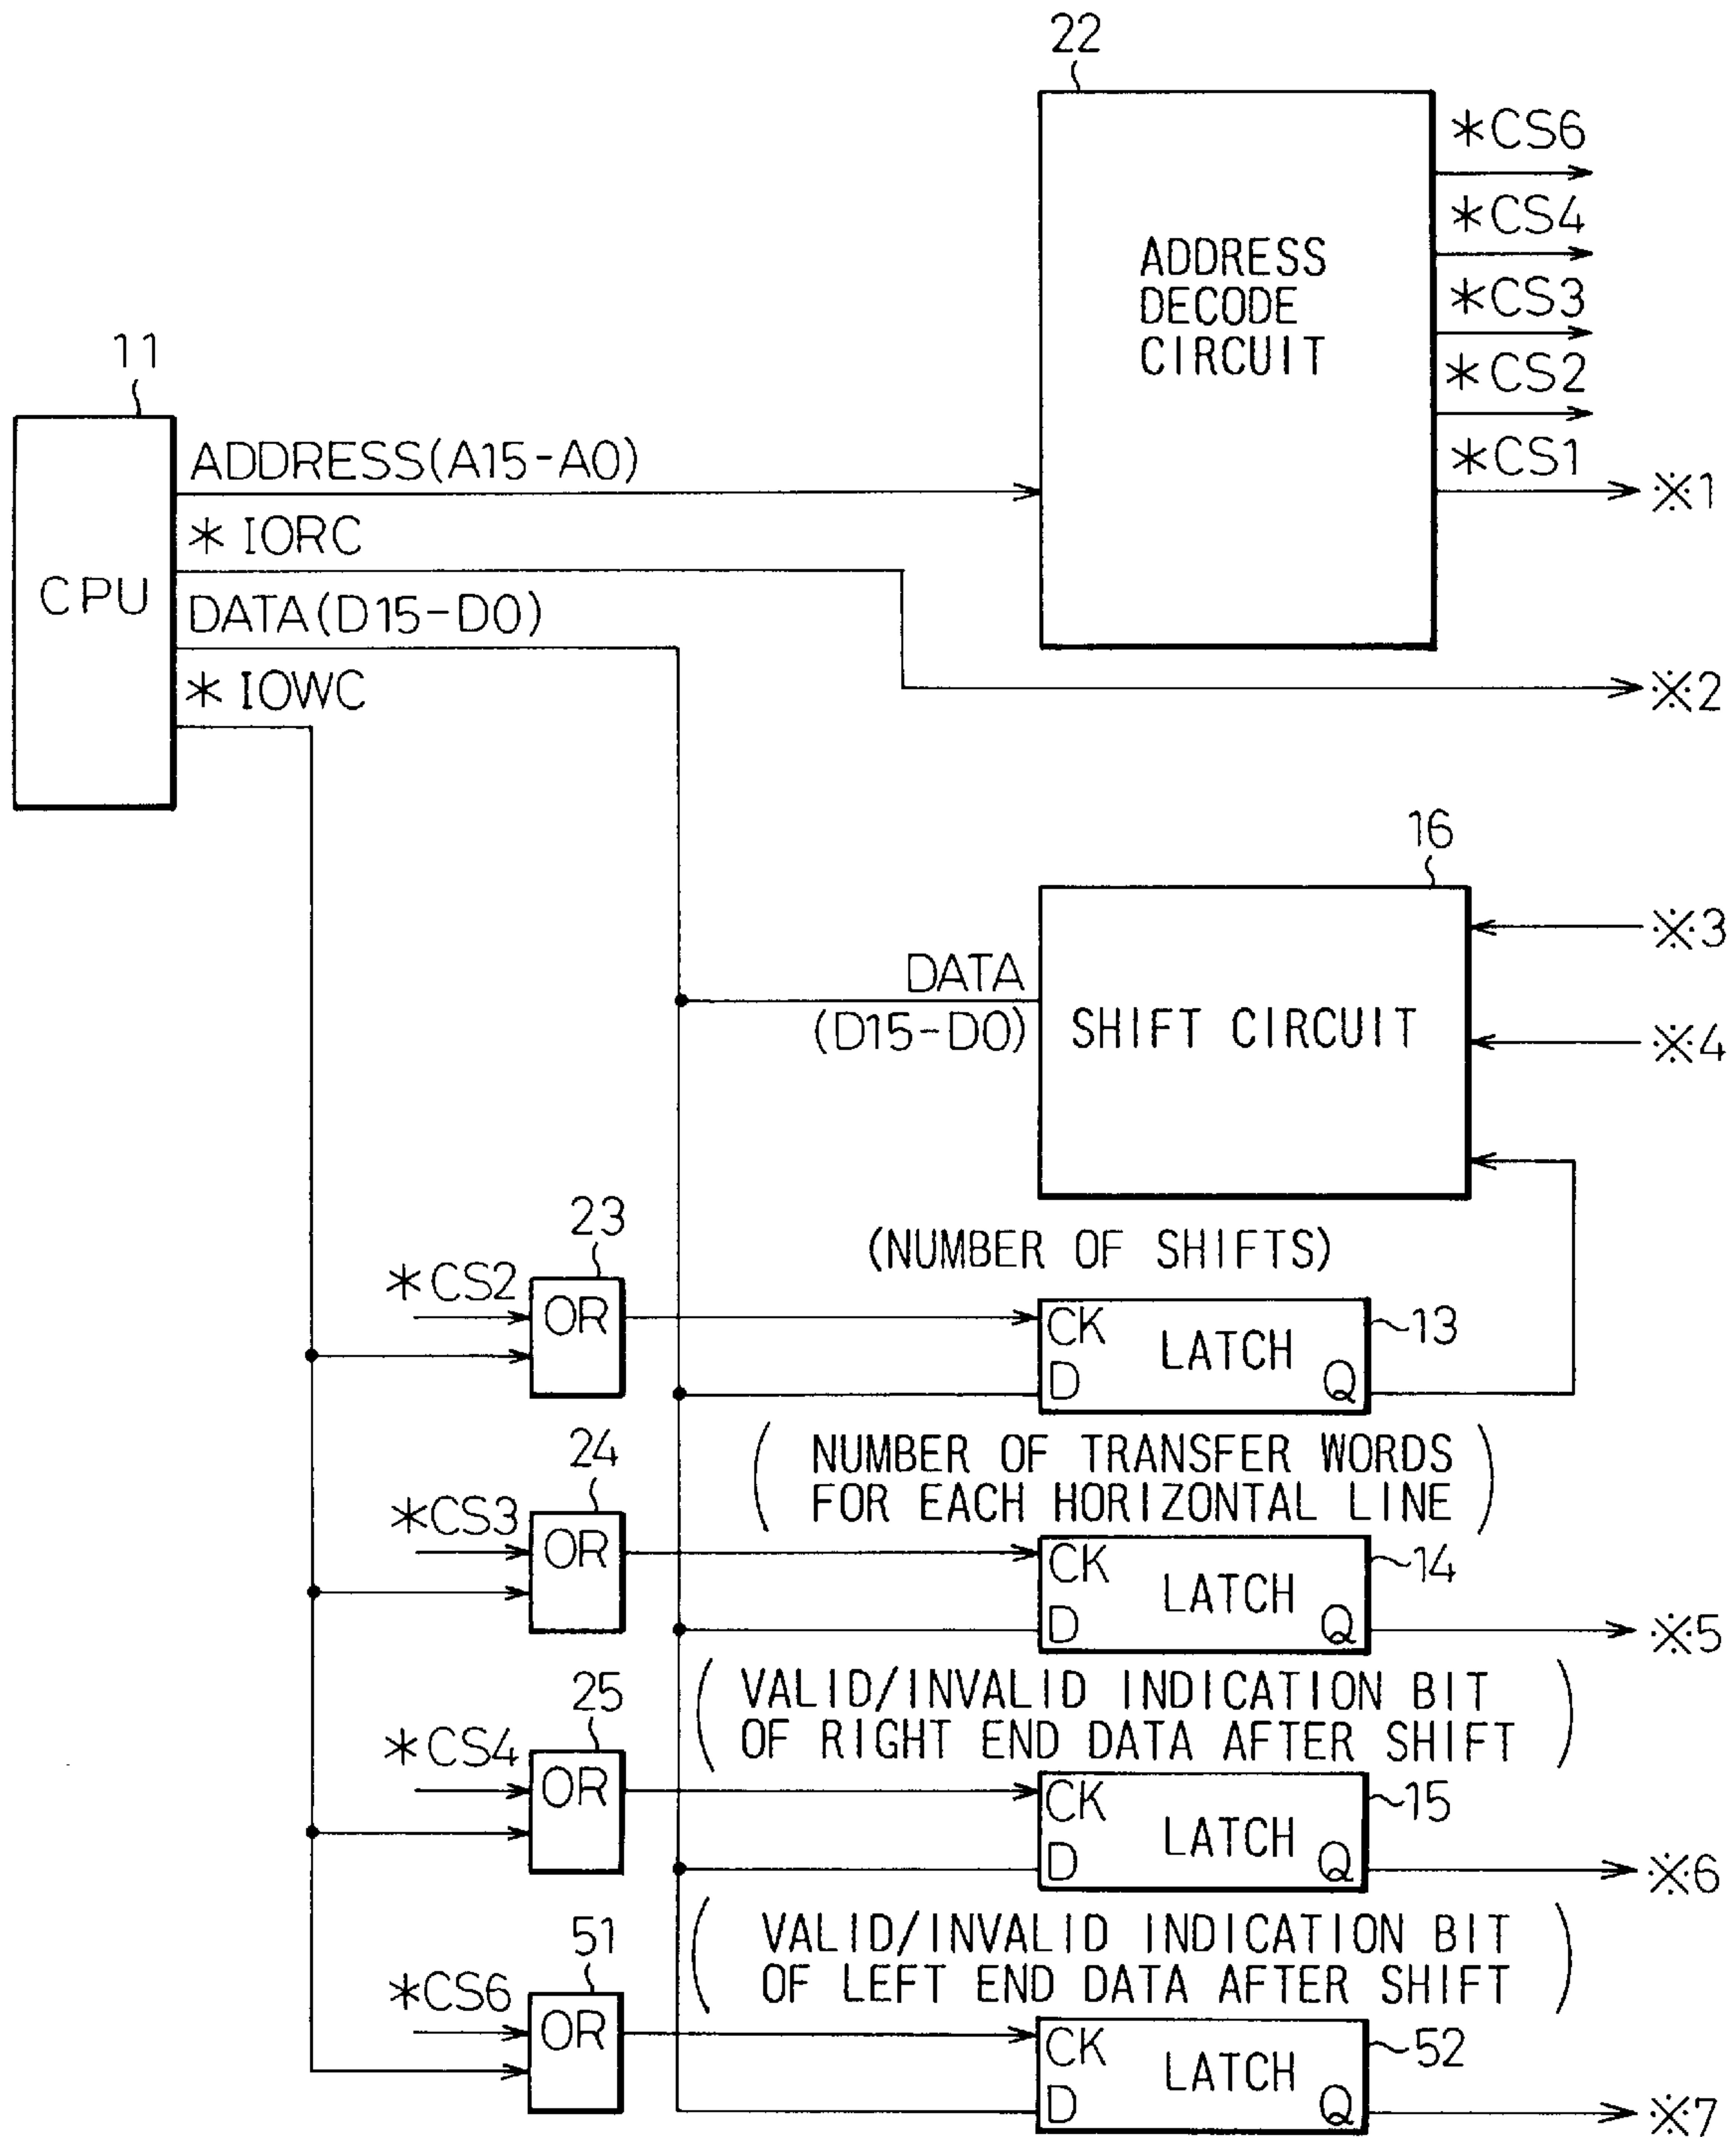 22
*CS6
*CS4
ADDRESS
DECODE
CIRCUIT
*CS3
*CS2
*CS1
※1
11
CPU
ADDRESS(A15-A0)
* IORC
DATA(D15-D0)
* IOWC
※2
16
※3
DATA
(D15-D0)
SHIFT CIRCUIT
※4
23
(NUMBER OF SHIFTS)
*CS2
OR
CK
LATCH
13
D
Q
24
(NUMBER OF TRANSFER WORDS
FOR EACH HORIZONTAL LINE)
*CS3
OR
CK
LATCH
14
D
Q
※5
25
(VALID/INVALID INDICATION BIT
OF RIGHT END DATA AFTER SHIFT)
*CS4
OR
CK
LATCH
15
D
Q
※6
51
(VALID/INVALID INDICATION BIT
OF LEFT END DATA AFTER SHIFT)
*CS6
OR
CK
LATCH
52
D
Q
※7